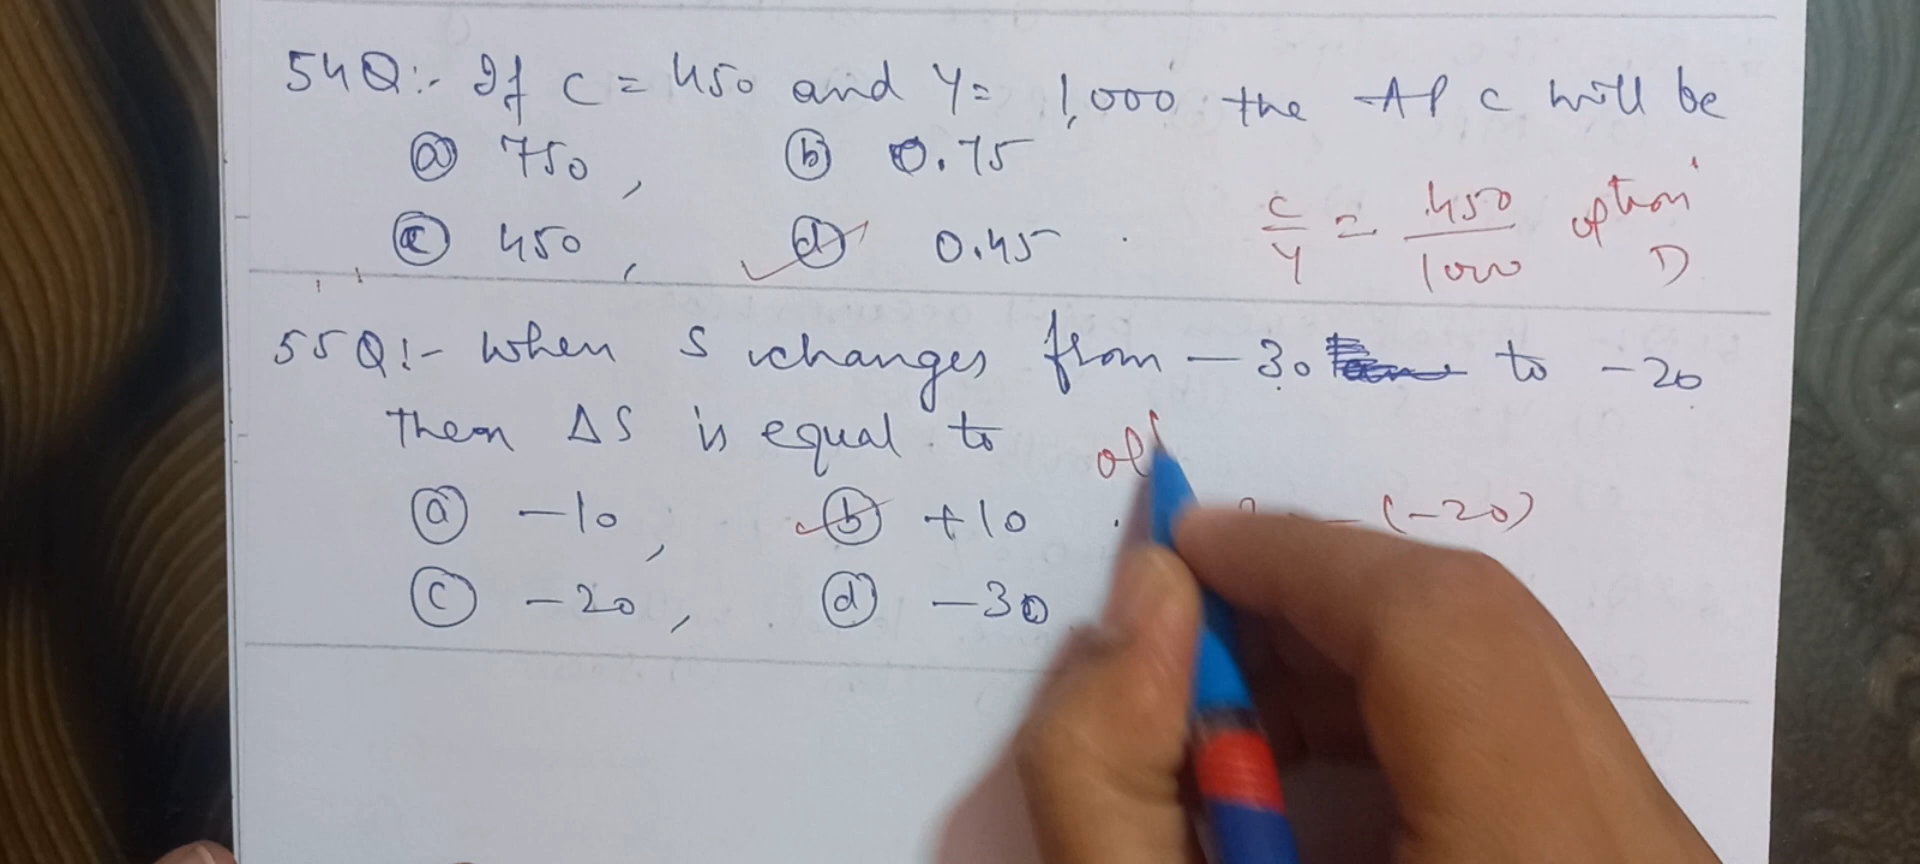 54Q:- If C = 450 and Y = 1,000 the APC will be
ⓐ 750, ⓑ 0.75
ⓒ 450, ⓓ 0.45
C/Y = 450/1000 option D
55Q:- When S changes from -30 to -20
Then ΔS is equal to
ⓐ -10, ⓑ +10
- (-20)
ⓒ -20, ⓓ -30